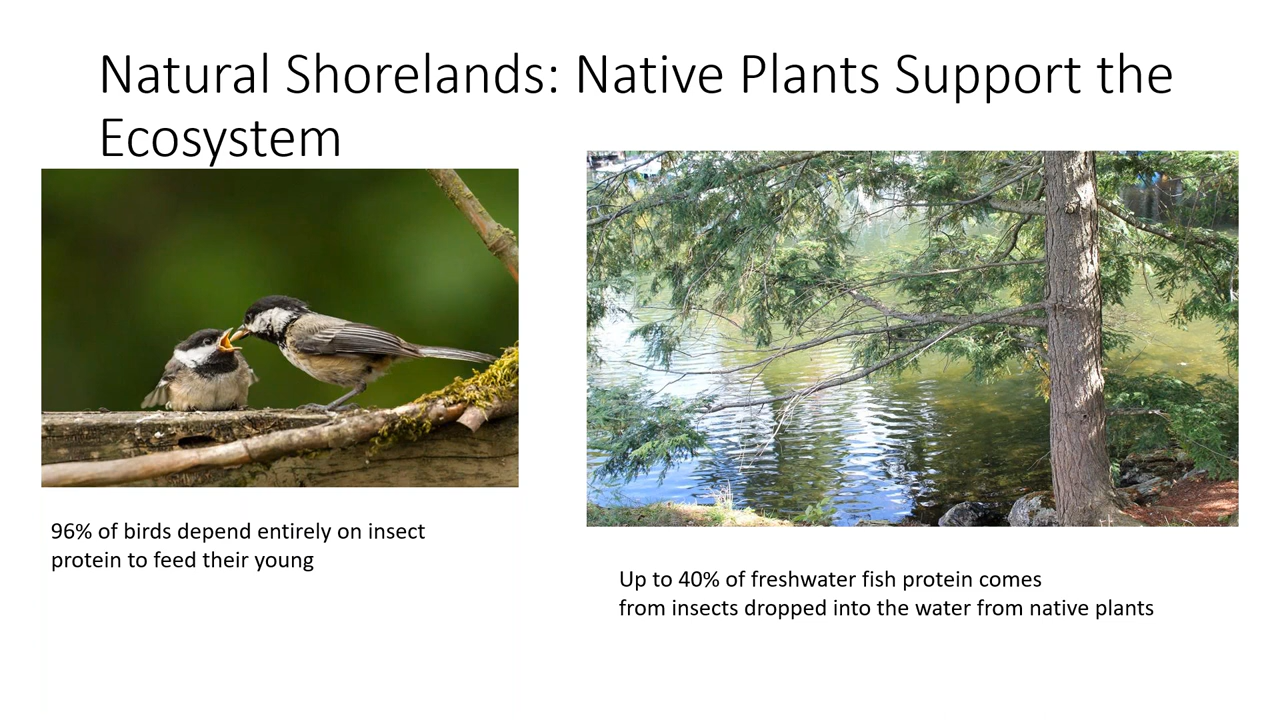 Natural Shorelands: Native Plants Support the
Ecosystem
96% of birds depend entirely on insect
protein to feed their young
Up to 40% of freshwater fish protein comes
from insects dropped into the water from native plants